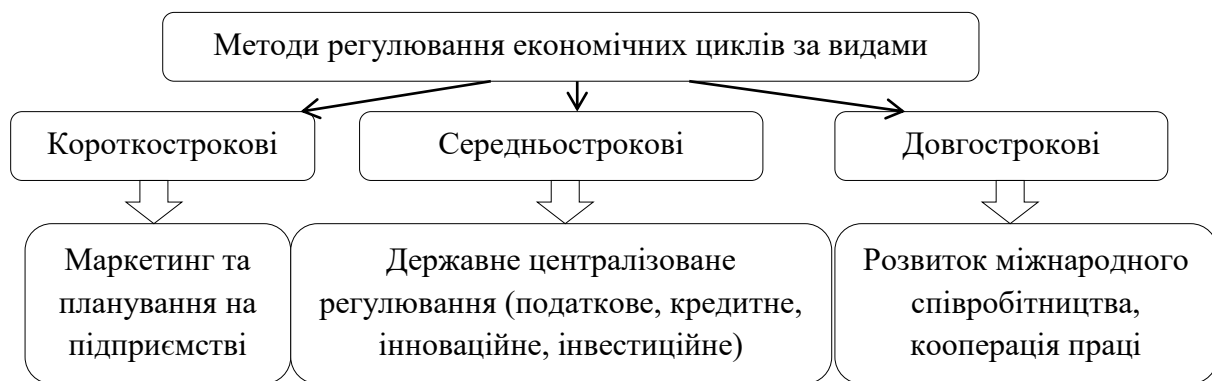 Методи регулювання економічних циклів за видами
Короткострокові
Середньострокові
Довгострокові
Маркетинг та
планування на
підприємстві
Державне централізоване
регулювання (податкове, кредитне,
інноваційне, інвестиційне)
Розвиток міжнародного
співробітництва,
кооперація праці